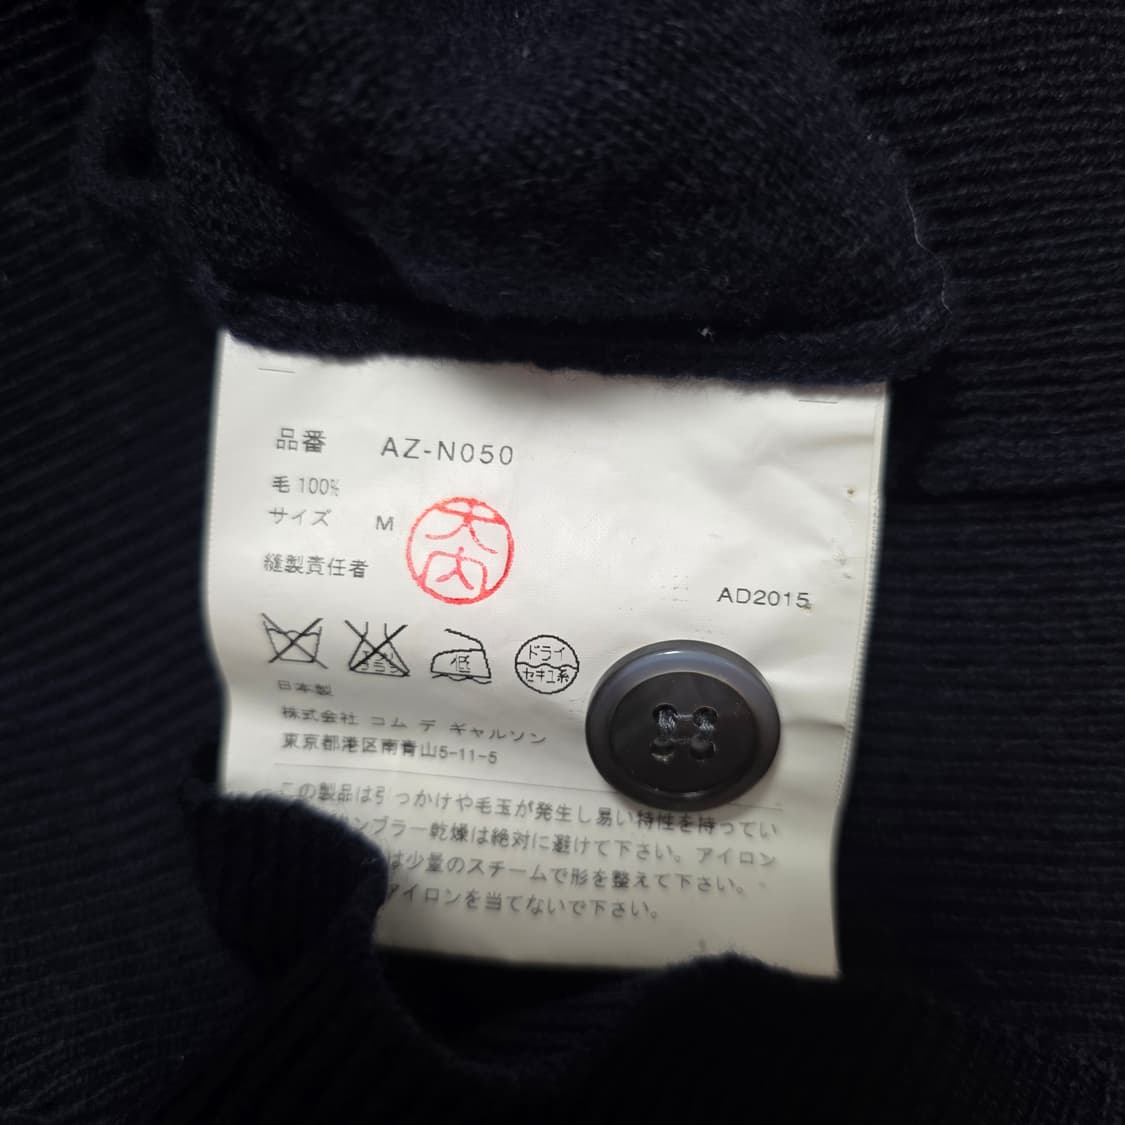 品番 AZ-N050
毛 100%
サイズ M
天内
縫製責任者
AD2015
さらし
低
ドライ
セキユ系
日本製
株式会社 コム デ ギャルソン
東京都港区南青山5-11-5
この製品は引っかけや毛玉が発生し易い特性を持ってい
ンブラー乾燥は絶対に避けて下さい。アイロン
は少量のスチームで形を整えて下さい。
アイロンを当てないで下さい。